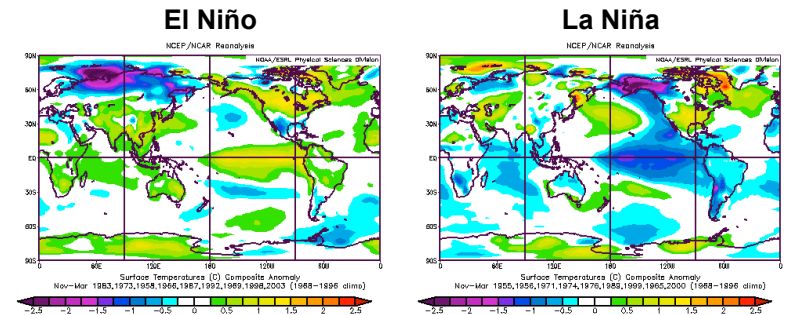 El Niño
La Niña
NCEP/NCAR Reanalysis
NOAA/ESRL Physical Sciences Division
90N
60N
30N
EQ
30S
60S
90S
0
60E
120E
180
120W
60W
0
Surface Temperatures (C) Composite Anomaly
Nov-Mar 1983,1973,1958,1966,1987,1992,1969,1998,2003 (1968-1996 climo)
-2.5 -2 -1.5 -1 -0.5 0 0.5 1 1.5 2 2.5
NCEP/NCAR Reanalysis
NOAA/ESRL Physical Sciences Division
90N
60N
30N
EQ
30S
60S
90S
0
60E
120E
180
120W
60W
0
Surface Temperatures (C) Composite Anomaly
Nov-Mar 1955,1956,1971,1974,1976,1989,1999,1965,2000 (1968-1996 climo)
-2.5 -2 -1.5 -1 -0.5 0 0.5 1 1.5 2 2.5